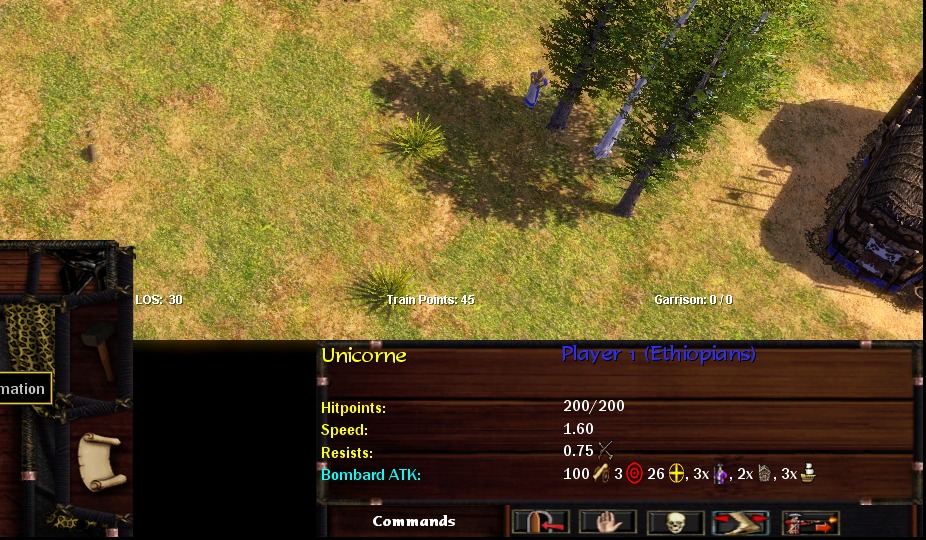 LOS: 30
Train Points: 45
Garrison: 0 / 0
Unicorne
Player 1 (Ethiopians)
mation
Hitpoints: 200/200
Speed: 1.60
Resists: 0.75
Bombard ATK: 100 3 26 , 3x , 2x , 3x
Commands